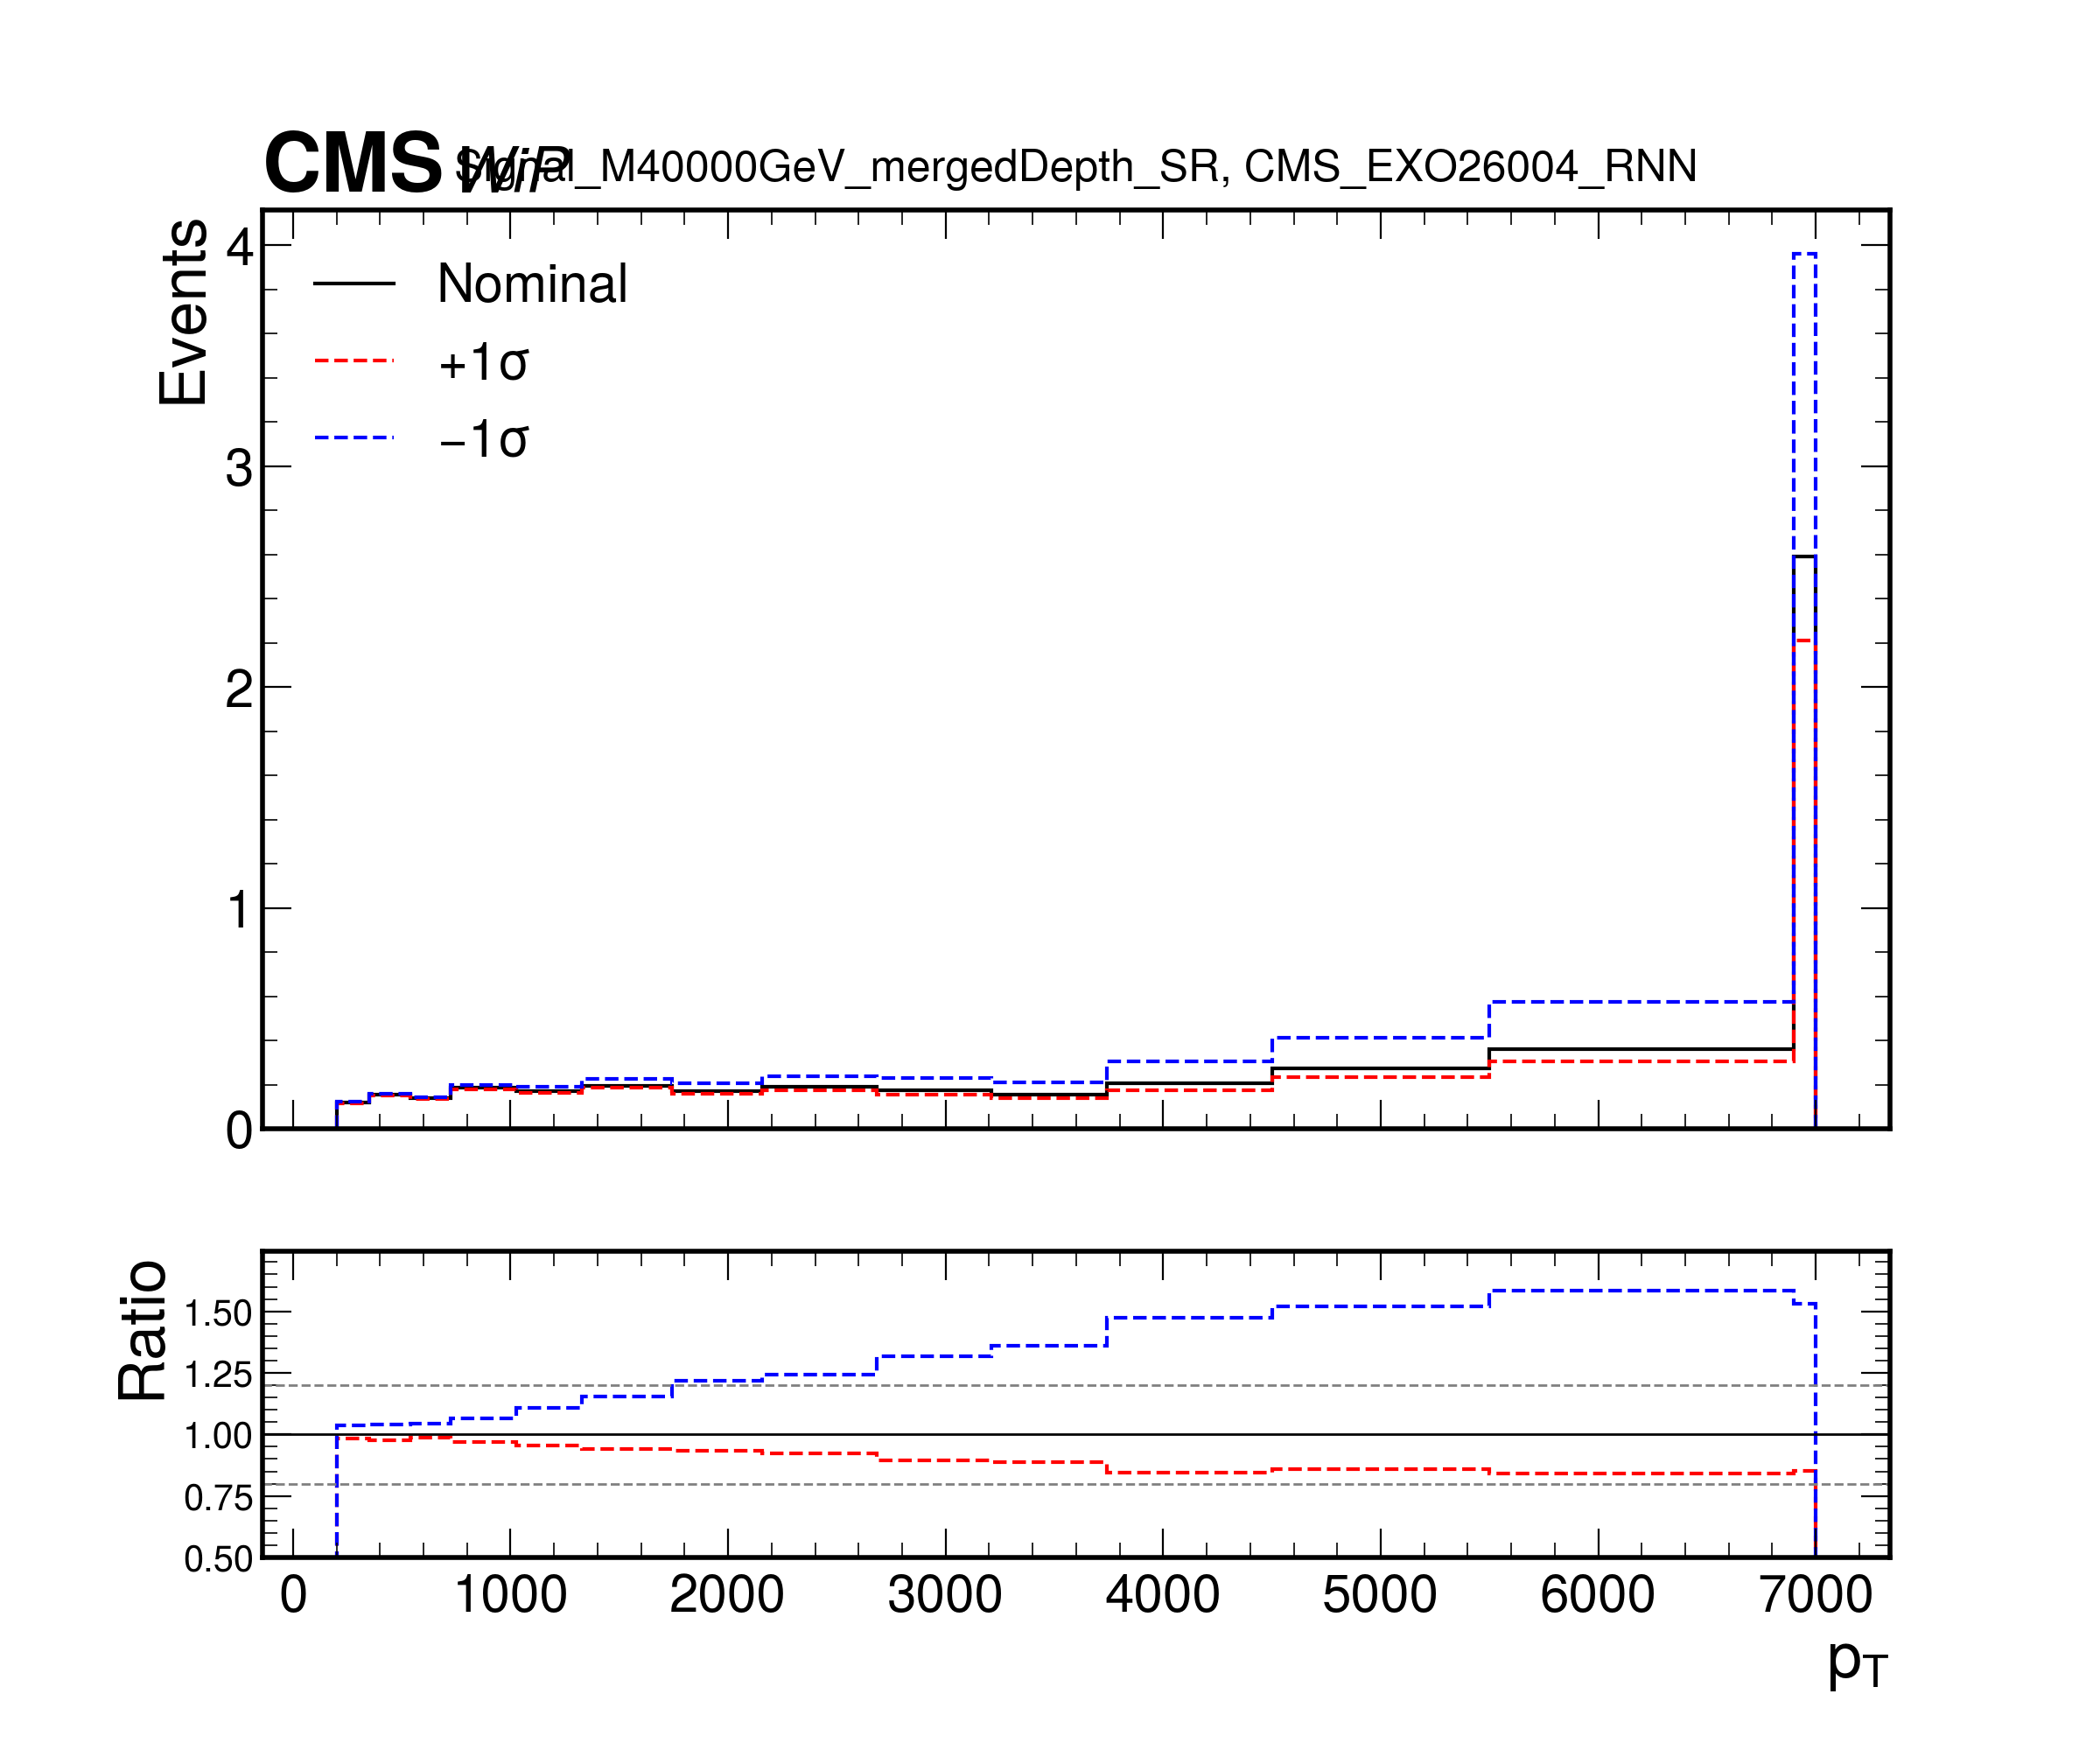 CMS WiP Signal_M40000GeV_mergedDepth_SR, CMS_EXO26004_RNN
Events
4
3
2
1
0
Nominal
+1σ
−1σ
Ratio
1.50
1.25
1.00
0.75
0.50
0 1000 2000 3000 4000 5000 6000 7000
pT